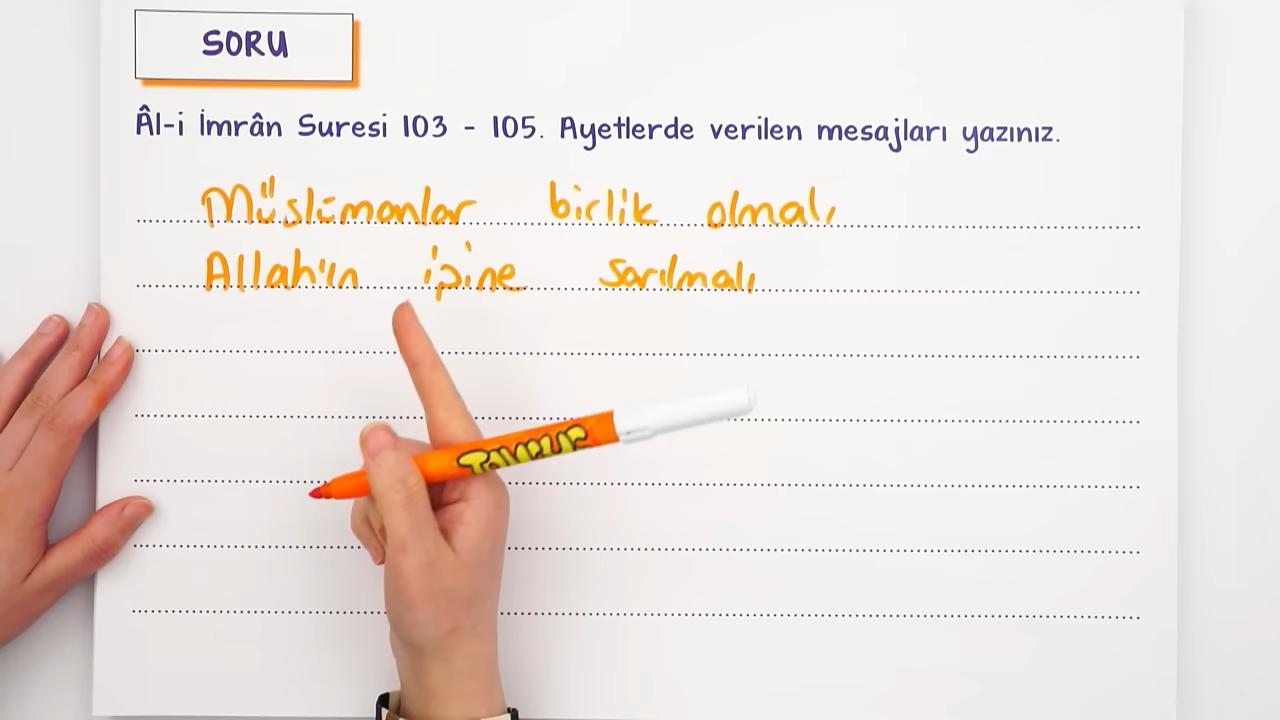 SORU
Âl-i İmrân Suresi 103 - 105. Ayetlerde verilen mesajları yazınız.
Müslümanlar birlik olmalı
Allah'ın ipine sarılmalı